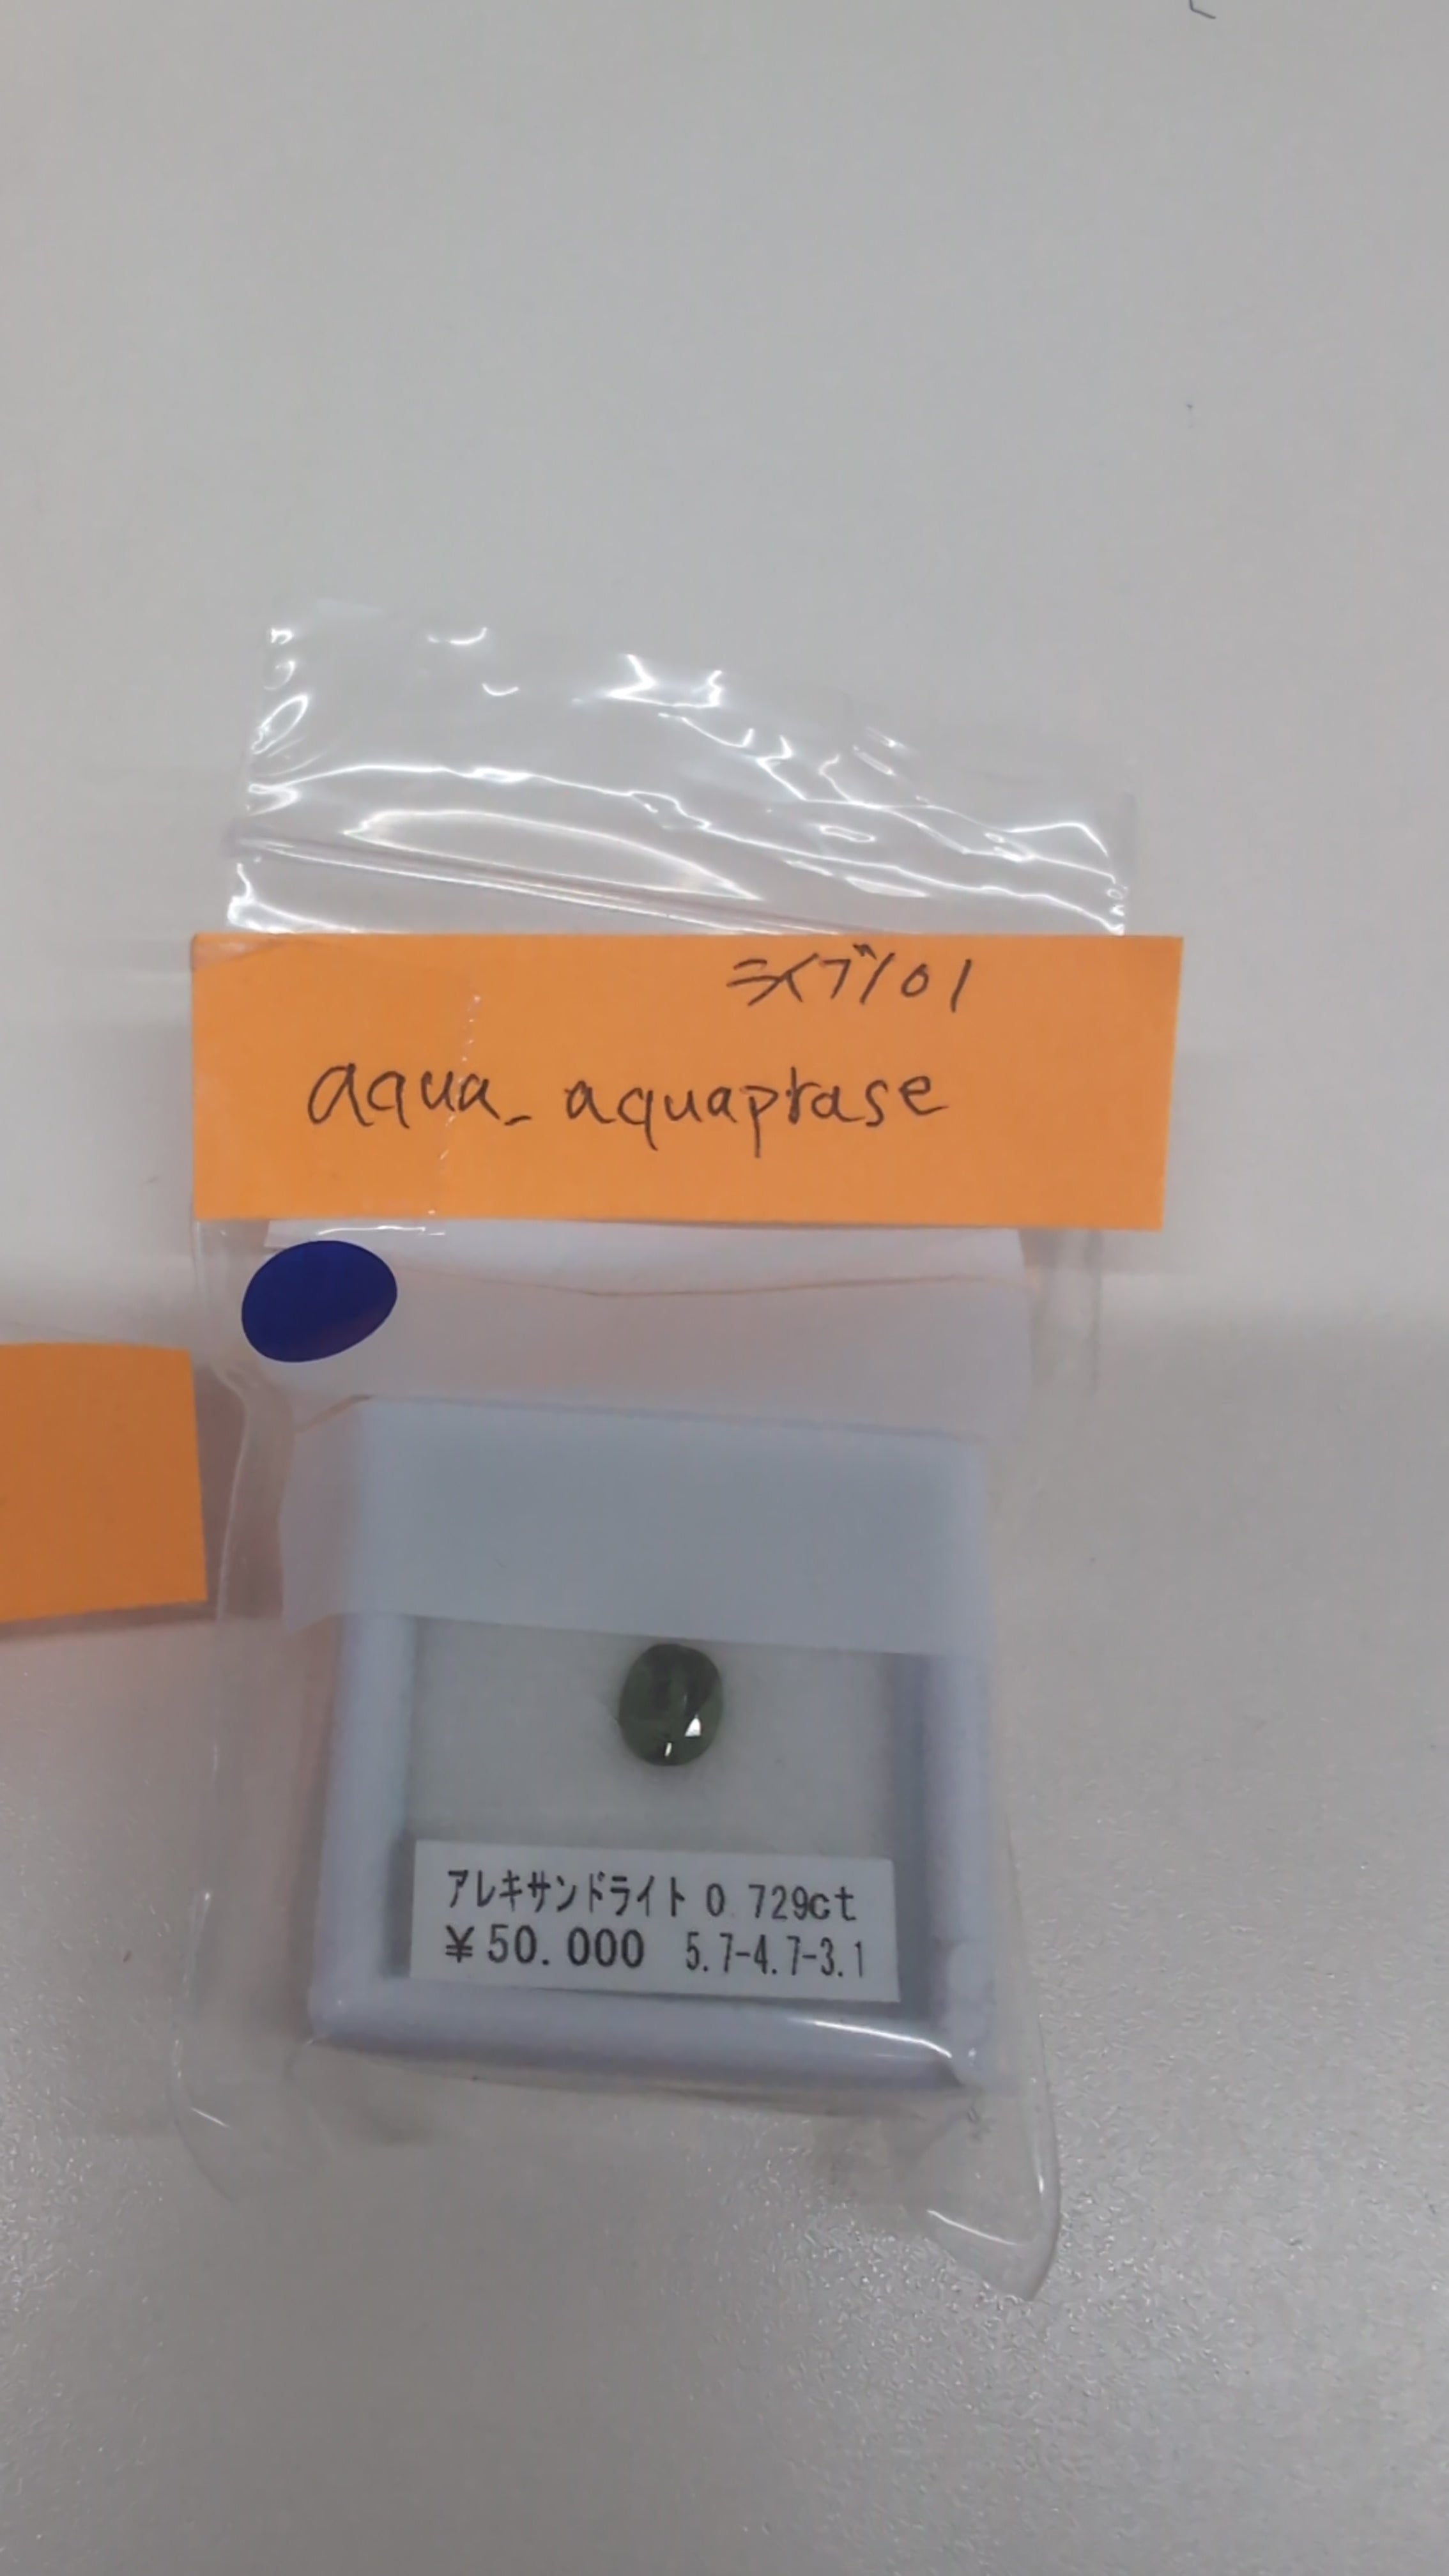 ライブ101
aqua_aquaprase
アレキサンドライト 0.729ct
¥50.000 5.7-4.7-3.1